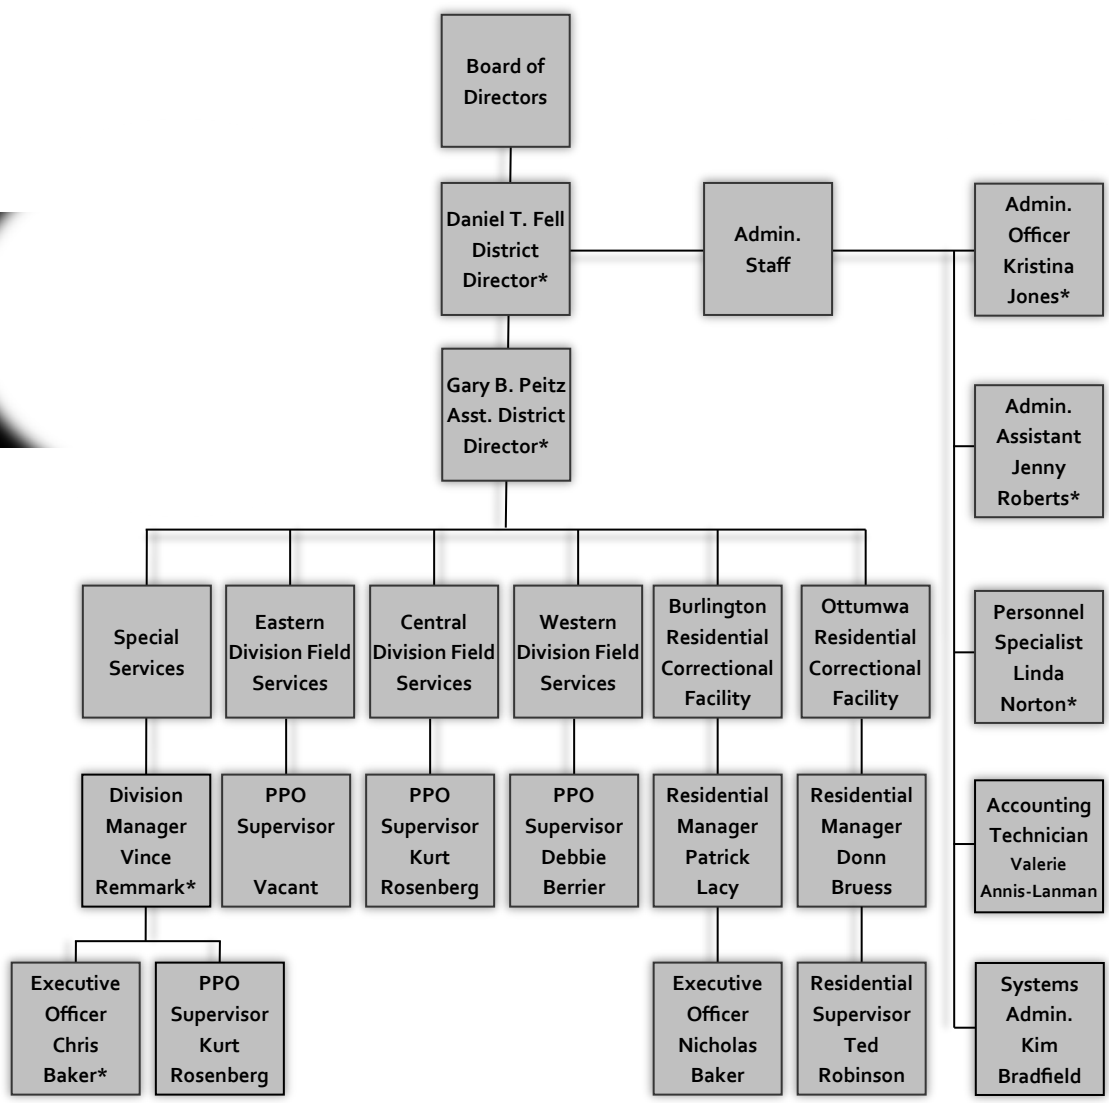 Board of
Directors
Daniel T. Fell
District
Director*
Admin.
Staff
Admin.
Officer
Kristina
Jones*
Gary B. Peitz
Asst. District
Director*
Admin.
Assistant
Jenny
Roberts*
Special
Services
Eastern
Division Field
Services
Central
Division Field
Services
Western
Division Field
Services
Burlington
Residential
Correctional
Facility
Ottumwa
Residential
Correctional
Facility
Personnel
Specialist
Linda
Norton*
Division
Manager
Vince
Remmark*
PPO
Supervisor
Vacant
PPO
Supervisor
Kurt
Rosenberg
PPO
Supervisor
Debbie
Berrier
Residential
Manager
Patrick
Lacy
Residential
Manager
Donn
Bruess
Accounting
Technician
Valerie
Annis-Lanman
Executive
Officer
Chris
Baker*
PPO
Supervisor
Kurt
Rosenberg
Executive
Officer
Nicholas
Baker
Residential
Supervisor
Ted
Robinson
Systems
Admin.
Kim
Bradfield